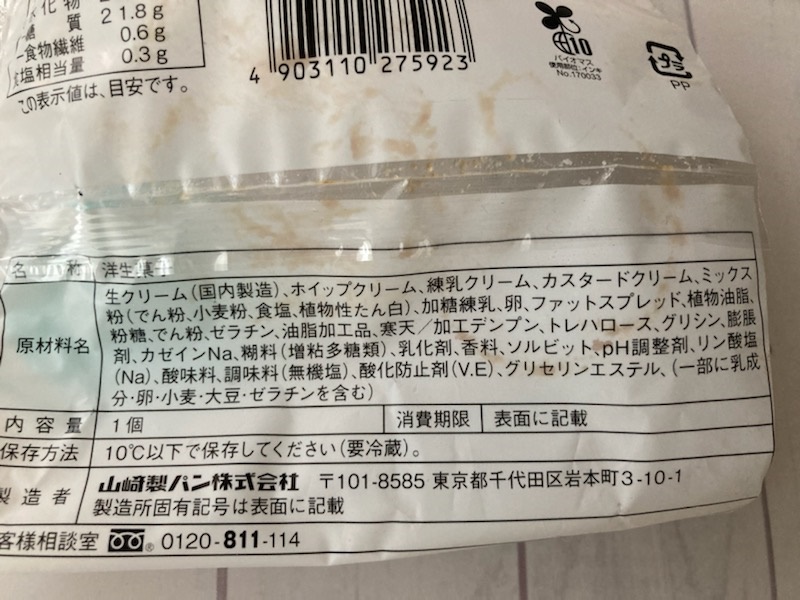 水化物
糖質 21.8g
食物繊維 0.6g
食塩相当量 0.3g
この表示値は、目安です。
4 903110 275923
バイオマス
使用部位:インキ
No.170033
PP
名称 洋生菓子
原材料名
生クリーム(国内製造)、ホイップクリーム、練乳クリーム、カスタードクリーム、ミックス
粉(でん粉、小麦粉、食塩、植物性たん白)、加糖練乳、卵、ファットスプレッド、植物油脂、
粉糖、でん粉、ゼラチン、油脂加工品、寒天/加工デンプン、トレハロース、グリシン、膨脹
剤、カゼインNa、糊料(増粘多糖類)、乳化剤、香料、ソルビット、pH調整剤、リン酸塩
(Na)、酸味料、調味料(無機塩)、酸化防止剤(V.E)、グリセリンエステル、(一部に乳成
分・卵・小麦・大豆・ゼラチンを含む)
内容量 1個 消費期限 表面に記載
保存方法 10℃以下で保存してください(要冷蔵)。
製造者 山崎製パン株式会社 〒101-8585 東京都千代田区岩本町3-10-1
製造所固有記号は表面に記載
客様相談室 0120-811-114